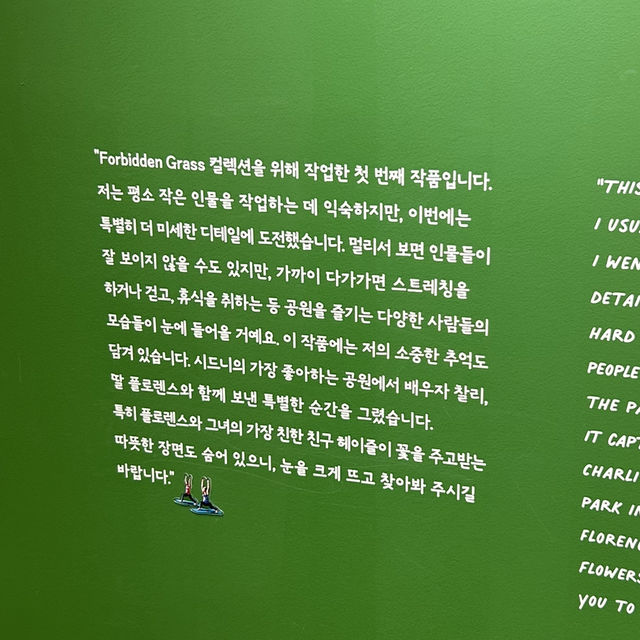 "Forbidden Grass 컬렉션을 위해 작업한 첫 번째 작품입니다.
저는 평소 작은 인물을 작업하는 데 익숙하지만, 이번에는
특별히 더 미세한 디테일에 도전했습니다. 멀리서 보면 인물들이
잘 보이지 않을 수도 있지만, 가까이 다가가면 스트레칭을
하거나 걷고, 휴식을 취하는 등 공원을 즐기는 다양한 사람들의
모습들이 눈에 들어올 거예요. 이 작품에는 저의 소중한 추억도
담겨 있습니다. 시드니의 가장 좋아하는 공원에서 배우자 찰리,
딸 플로렌스와 함께 보낸 특별한 순간을 그렸습니다.
특히 플로렌스와 그녀의 가장 친한 친구 헤이즐이 꽃을 주고받는
따뜻한 장면도 숨어 있으니, 눈을 크게 뜨고 찾아봐 주시길
바랍니다."
"THIS
I USU
I WEN
DETAI
HARD
PEOPLE
THE PA
IT CAPT
CHARLI
PARK IN
FLOREN
FLOWERS
YOU TO